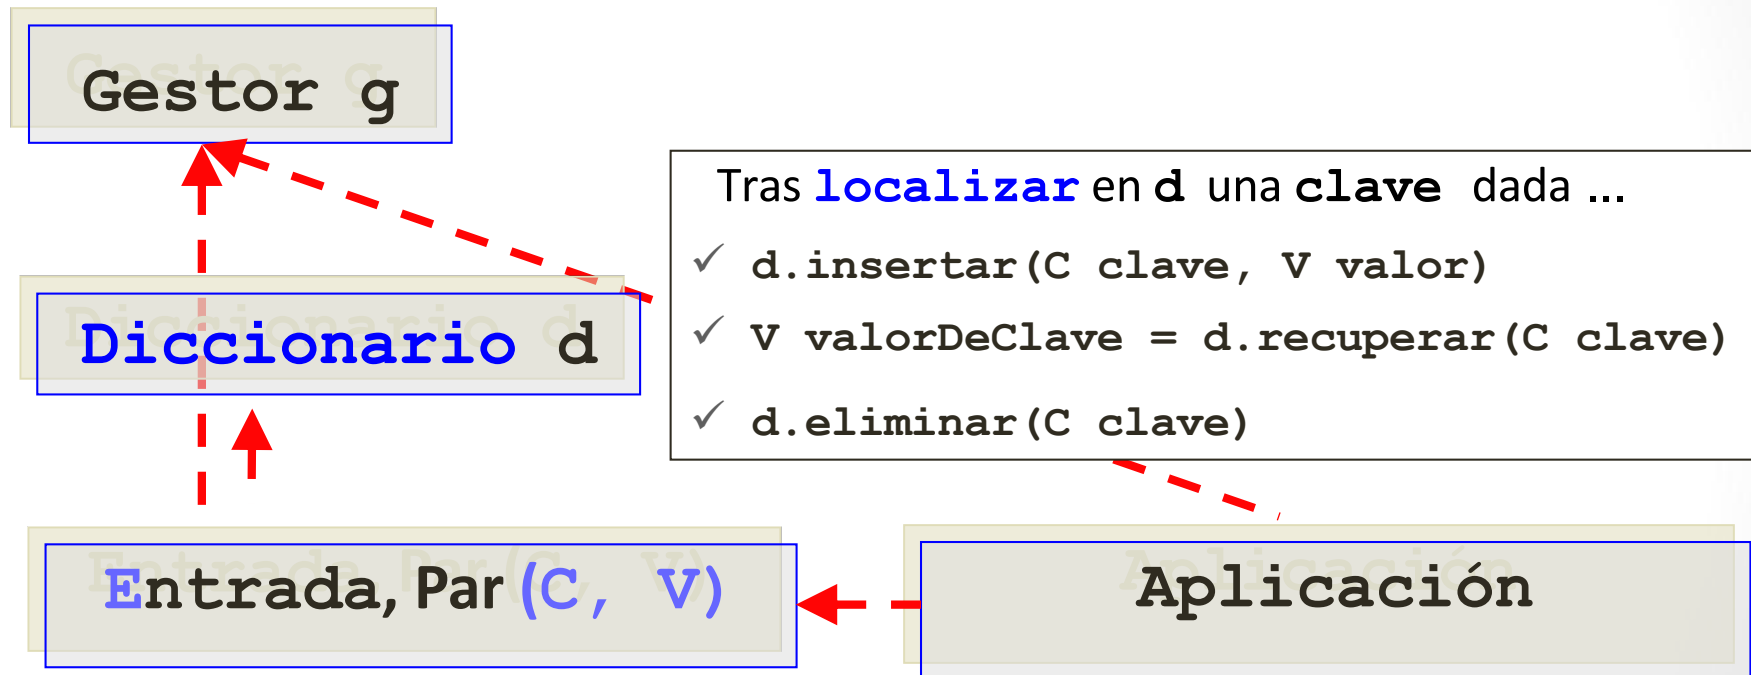 Gestor g
Tras localizar en d una clave dada ...
✓ d.insertar(C clave, V valor)
✓ V valorDeClave = d.recuperar(C clave)
✓ d.eliminar(C clave)
Diccionario d
Entrada, Par (C, V)
Aplicación